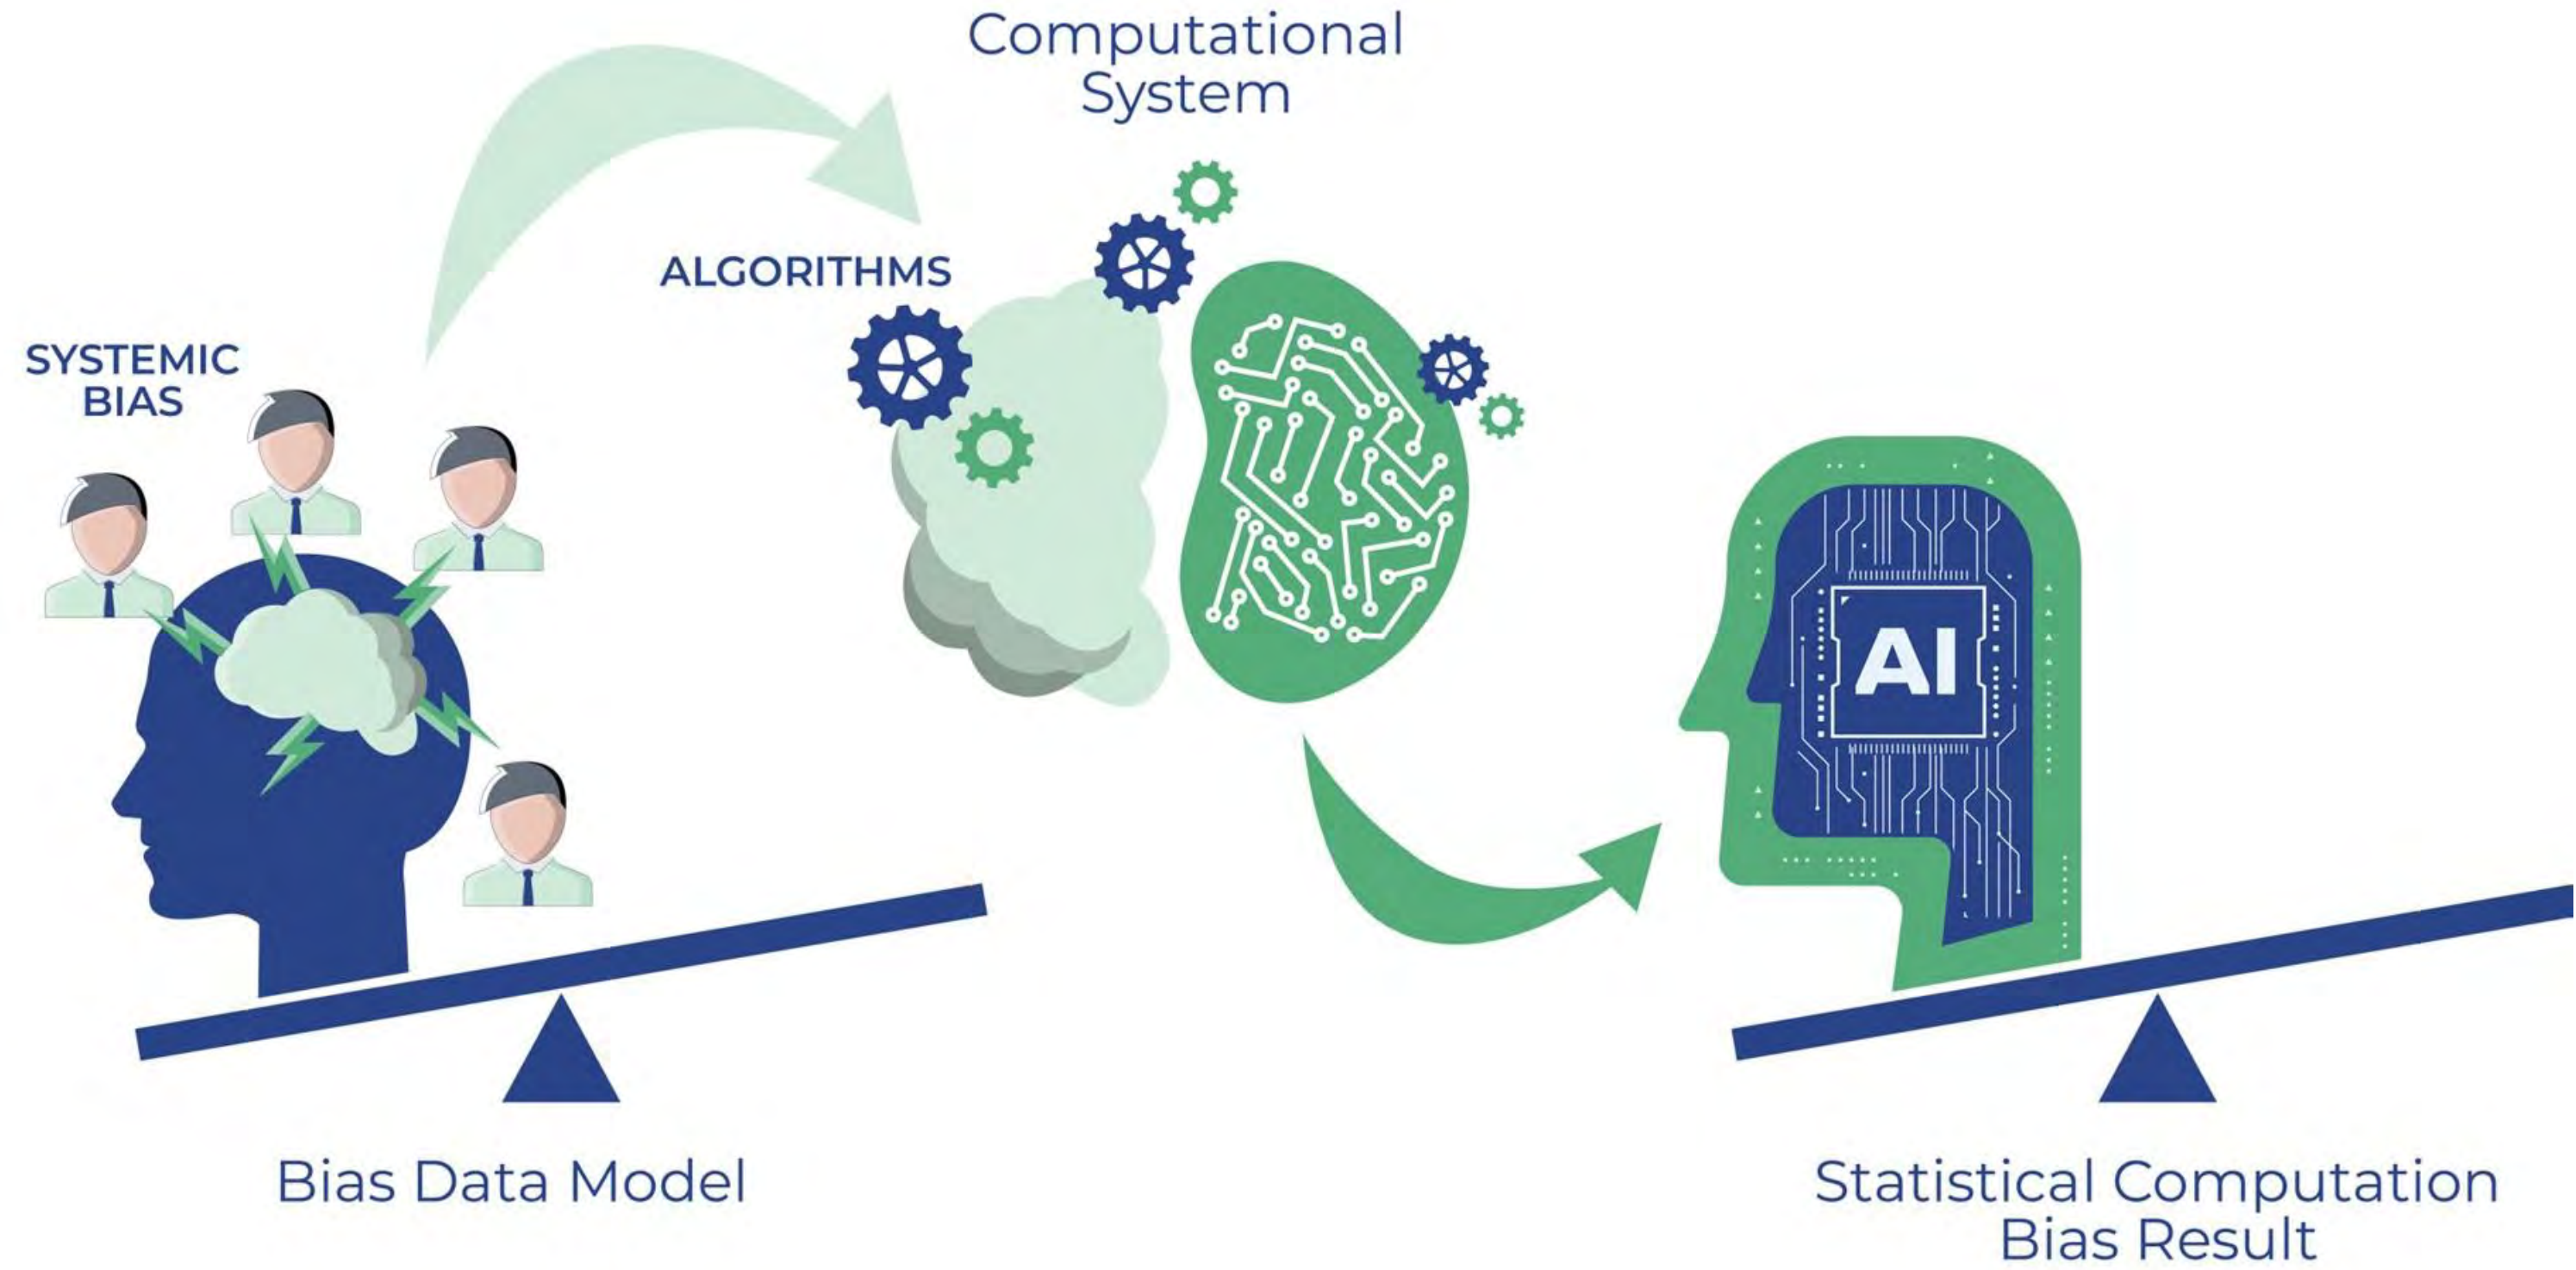 Computational
System
ALGORITHMS
SYSTEMIC
BIAS
AI
Bias Data Model
Statistical Computation
Bias Result